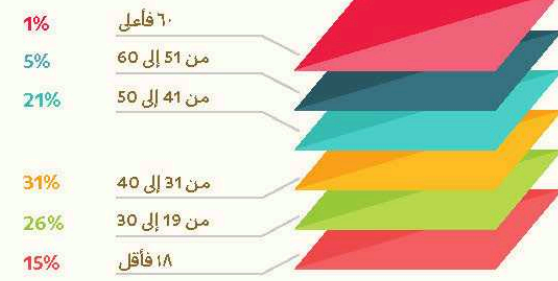 ٦٠ فأعلى 1%
من 51 إلى 60 5%
من 41 إلى 50 21%
من 31 إلى 40 31%
من 19 إلى 30 26%
١٨ فأقل 15%